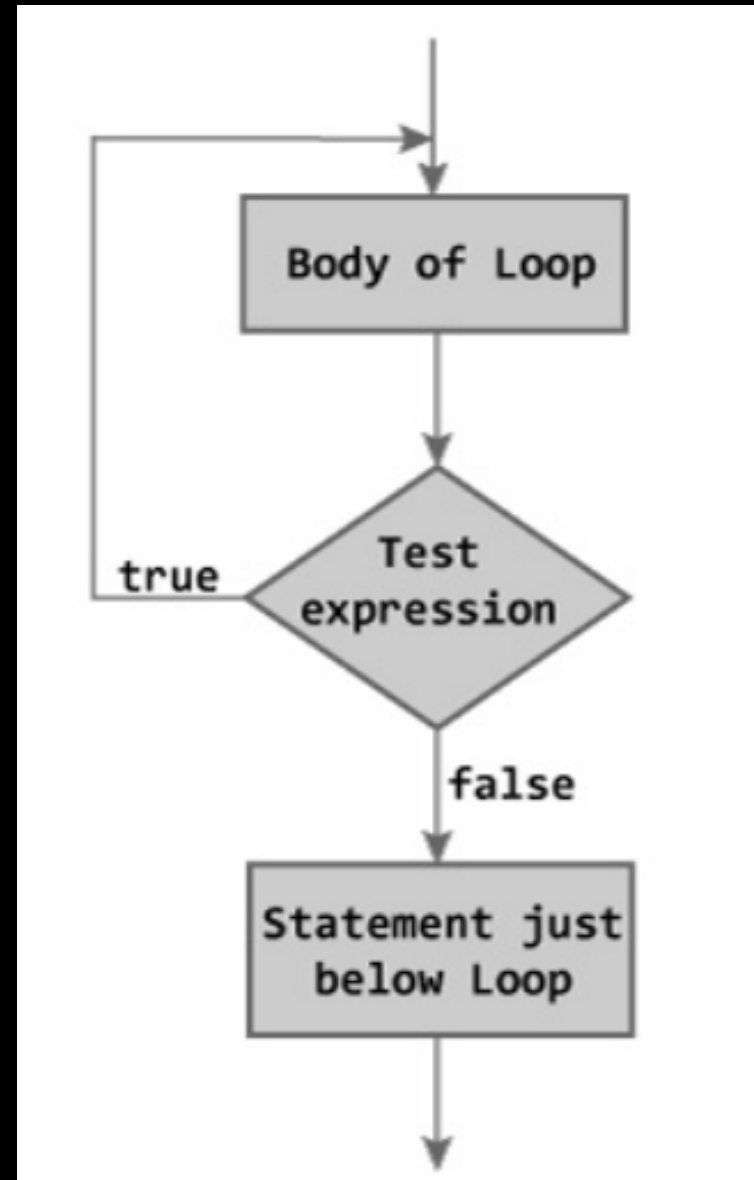 Body of Loop
Test
expression
true
false
Statement just
below Loop